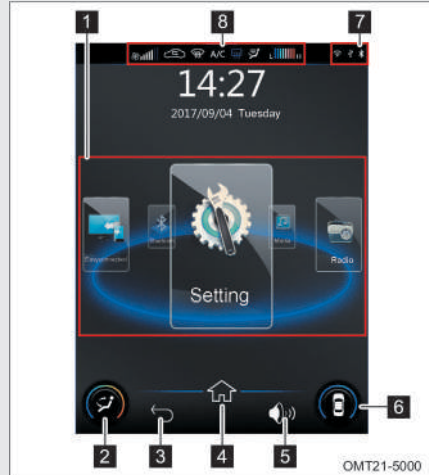 8
7
1
A/C
L H
14:27
2017/09/04 Tuesday
Easyconnected
Bluetooth
Music
Radio
Setting
2
3
4
5
6
OMT21-5000